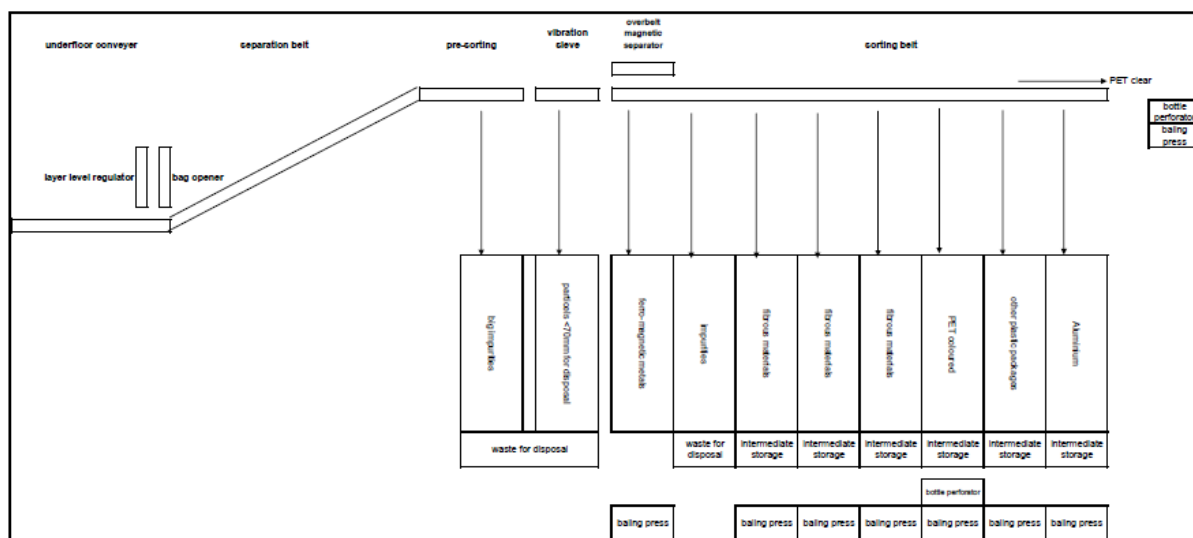 underfloor conveyer
separation belt
pre-sorting
vibration
sieve
overbelt
magnetic
separator
sorting belt
PET clear
bottle
perforator
baling
press
layer level regulator
bag opener
big impurities
particels <70mm for disposal
ferro-magnetic metals
impurities
fibrous materials
fibrous materials
fibrous materials
PET coloured
other plastic packages
Aluminium
waste for disposal
waste for
disposal
intermediate
storage
intermediate
storage
intermediate
storage
intermediate
storage
intermediate
storage
intermediate
storage
bottle perforator
baling press
baling press
baling press
baling press
baling press
baling press
baling press